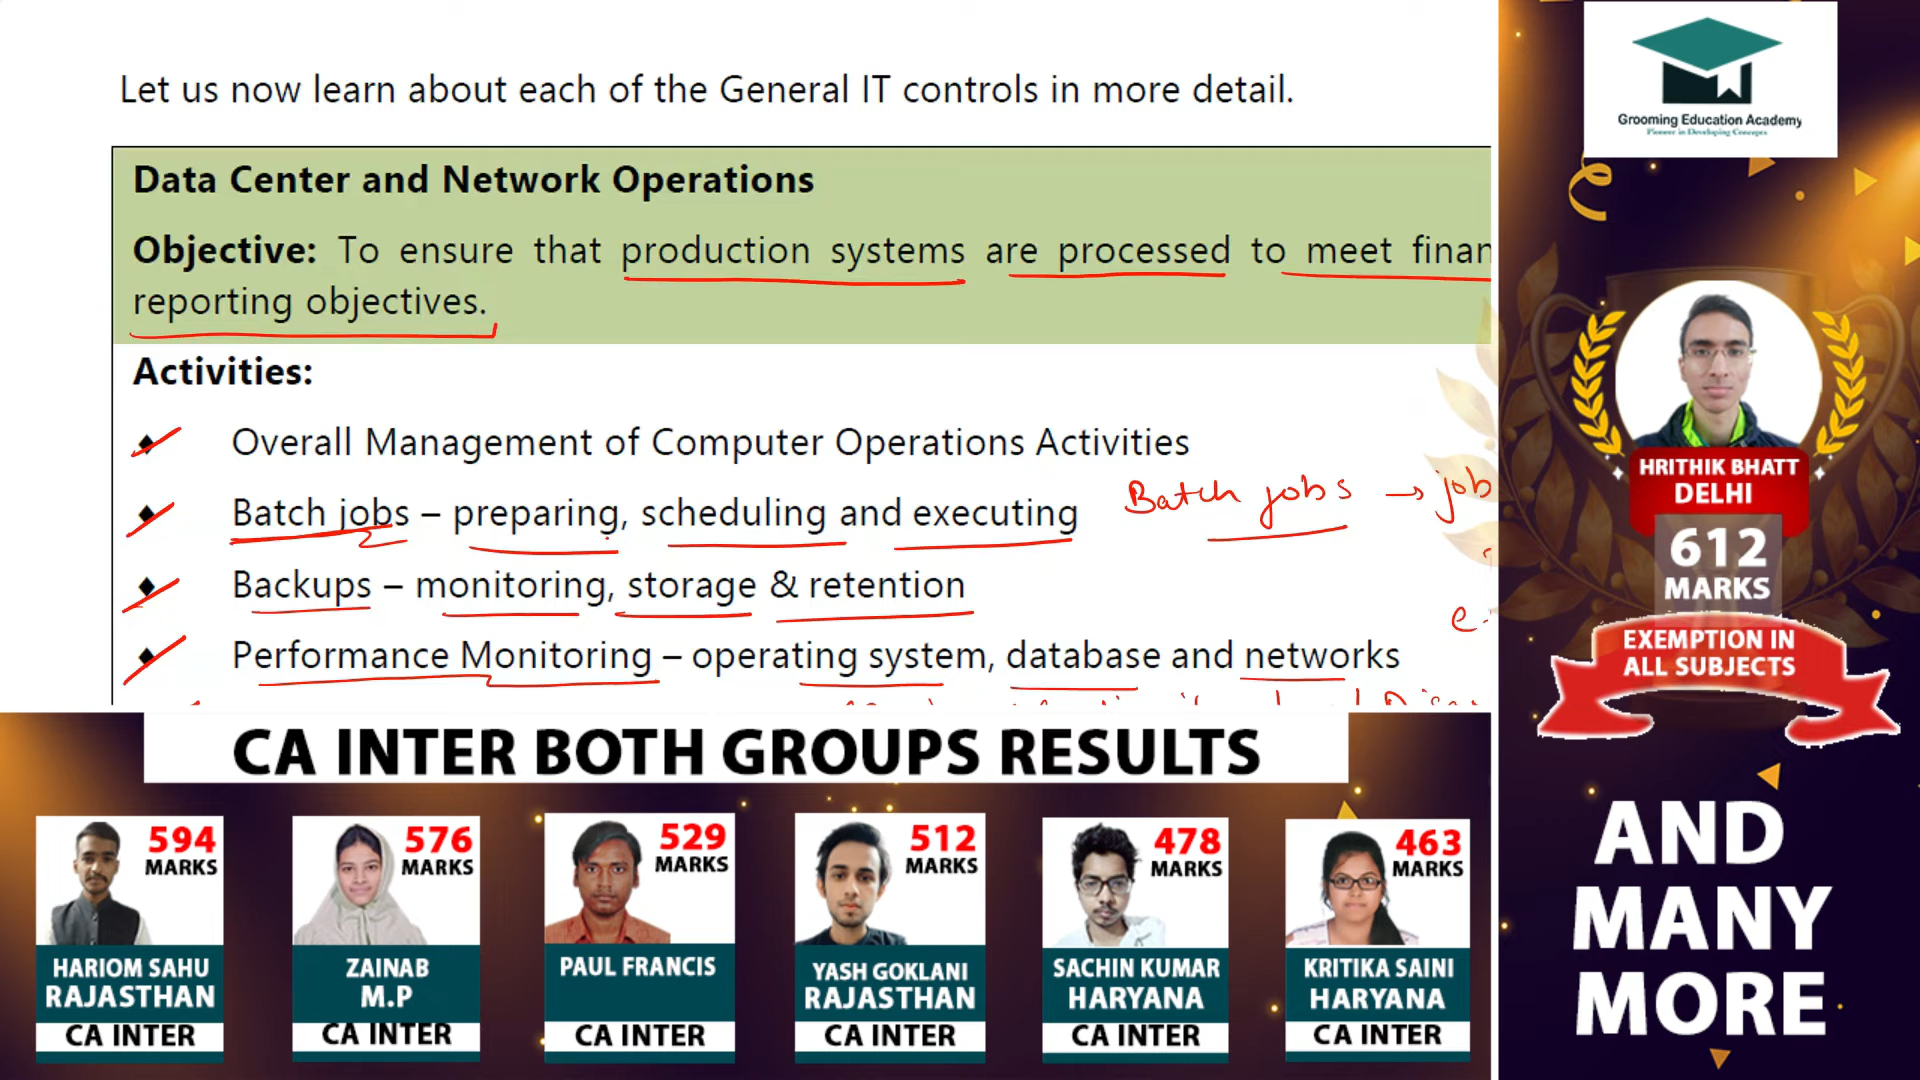 Let us now learn about each of the General IT controls in more detail.
Data Center and Network Operations
Objective: To ensure that production systems are processed to meet finan
reporting objectives.
Activities:
Overall Management of Computer Operations Activities
Batch jobs – preparing, scheduling and executing
Batch jobs → job
Backups – monitoring, storage & retention
Performance Monitoring – operating system, database and networks
Grooming Education Academy
Pioneer in Developing Concepts
HRITHIK BHATT
DELHI
612
MARKS
EXEMPTION IN
ALL SUBJECTS
AND
MANY
MORE
CA INTER BOTH GROUPS RESULTS
594
MARKS
HARIOM SAHU
RAJASTHAN
CA INTER
576
MARKS
ZAINAB
M.P
CA INTER
529
MARKS
PAUL FRANCIS
CA INTER
512
MARKS
YASH GOKLANI
RAJASTHAN
CA INTER
478
MARKS
SACHIN KUMAR
HARYANA
CA INTER
463
MARKS
KRITIKA SAINI
HARYANA
CA INTER